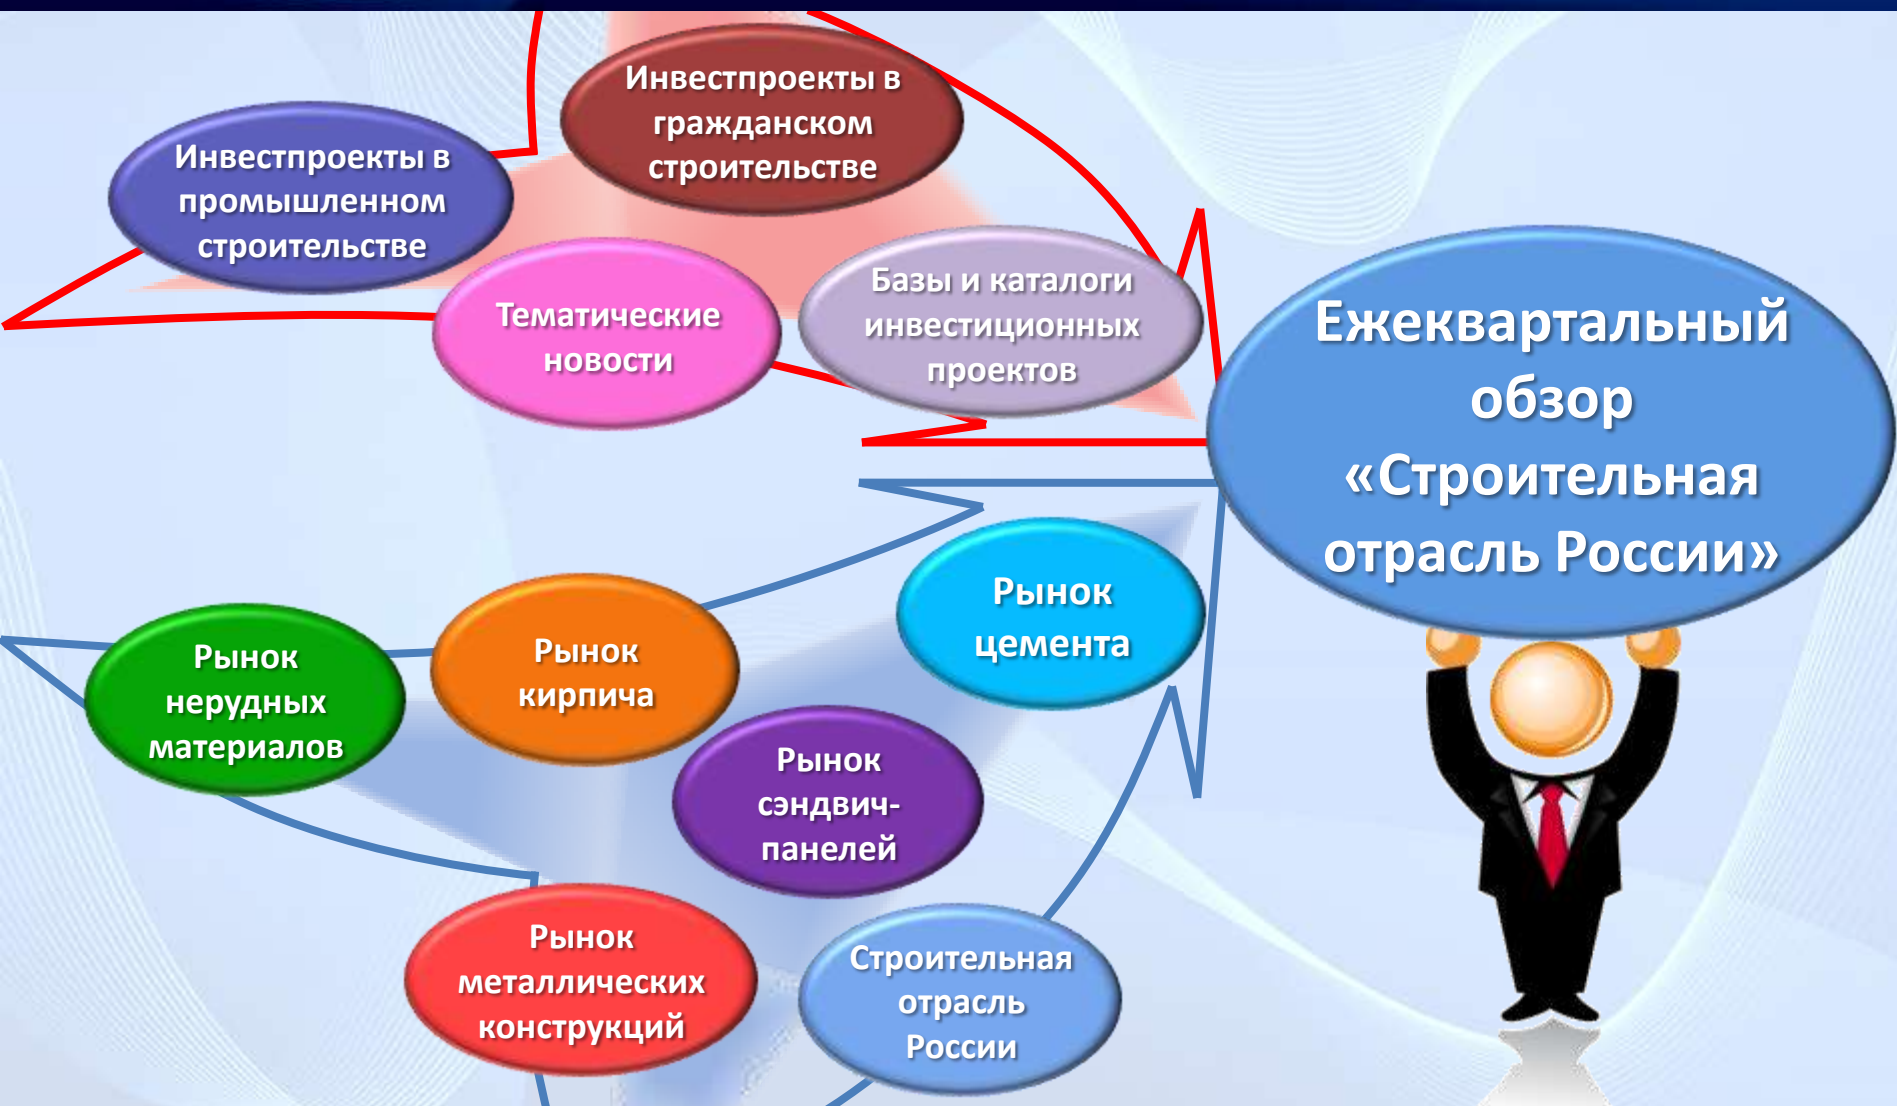 Инвестпроекты в
гражданском
строительстве
Инвестпроекты в
промышленном
строительстве
Тематические
новости
Базы и каталоги
инвестиционных
проектов
Ежеквартальный
обзор
«Строительная
отрасль России»
Рынок
цемента
Рынок
кирпича
Рынок
нерудных
материалов
Рынок
сэндвич-
панелей
Рынок
металлических
конструкций
Строительная
отрасль
России